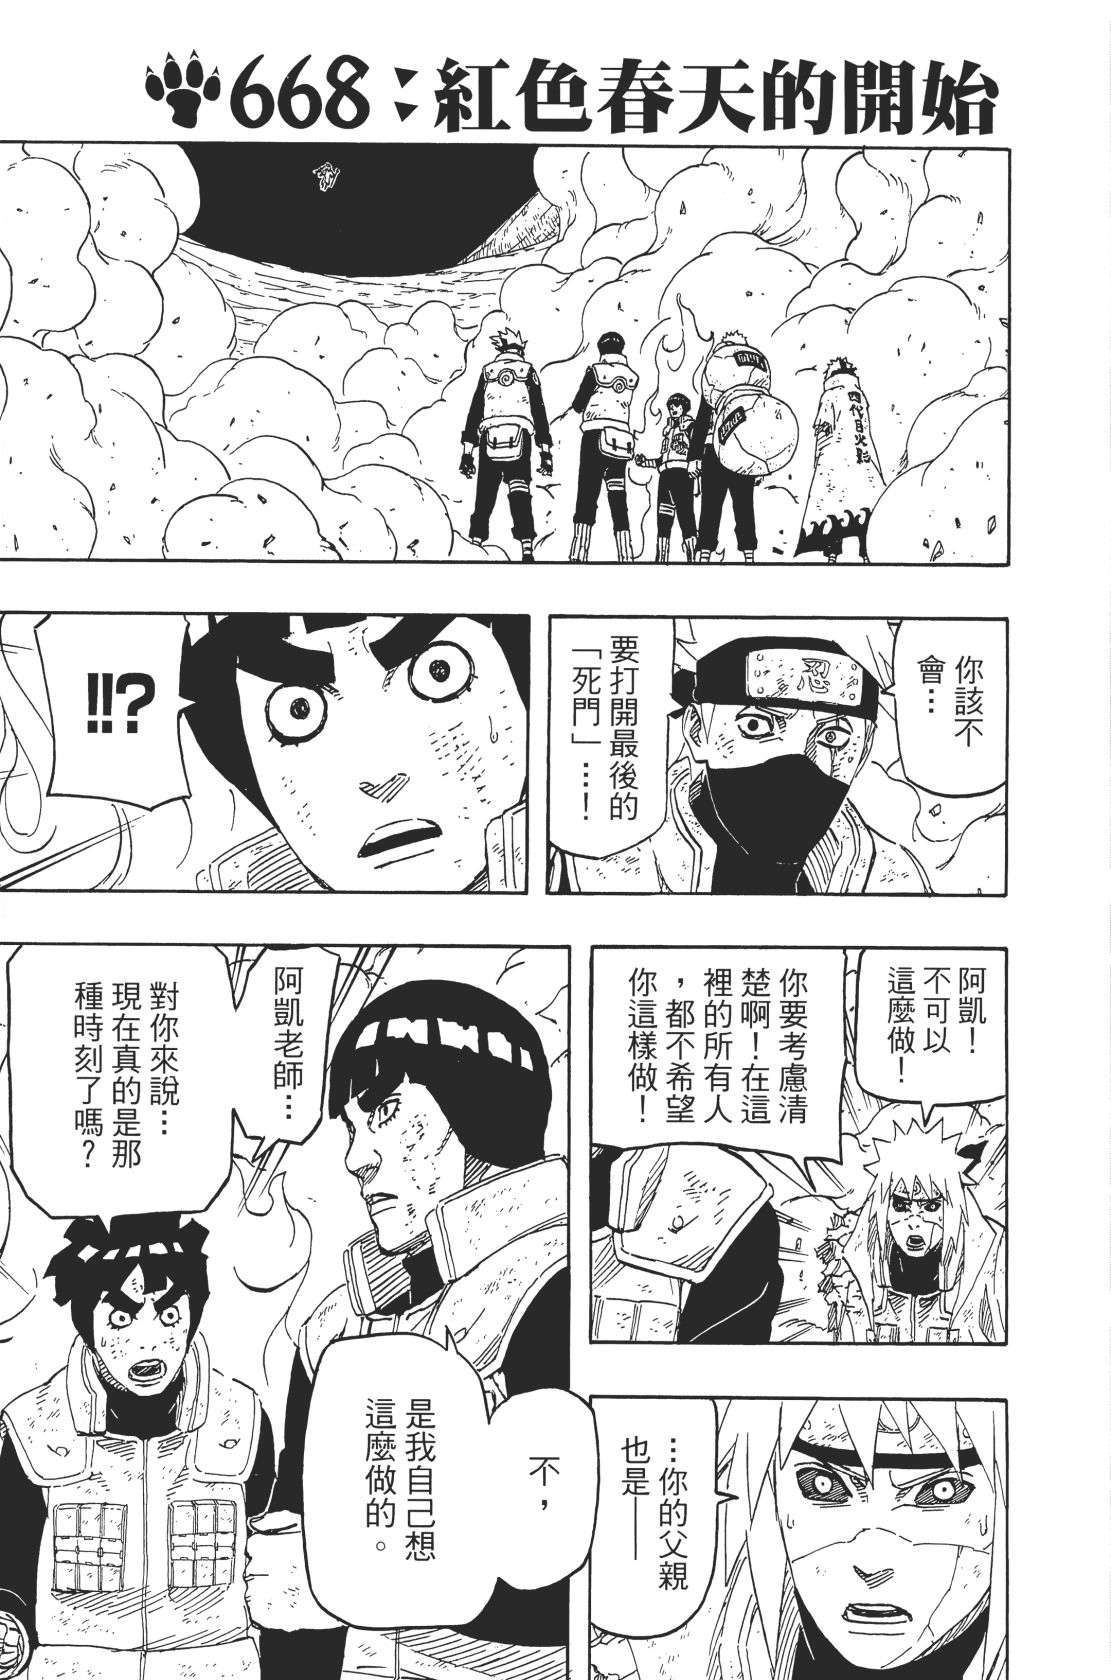 668：紅色春天的開始
四代目火影
你該不
會…
要打開最後的
「死門」…！
!!?
阿凱！
不可以
這麼做！
你要考慮清
楚啊！在這
裡的所有人
，都不希望
你這樣做！
…你的父親
也是──
阿凱老師…
對你來說…
現在真的是那
種時刻了嗎？
不，
是我自己想
這麼做的。
忍